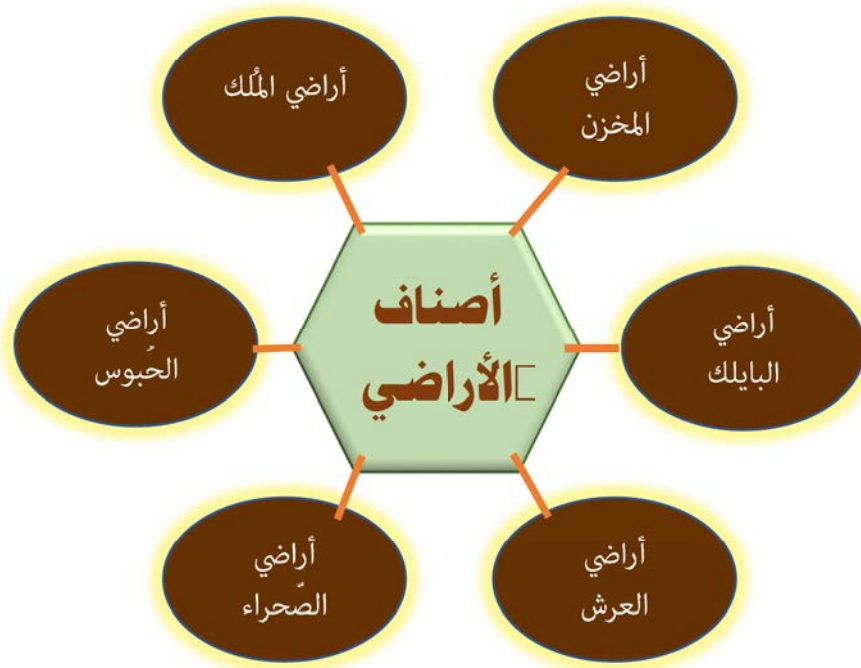 أصناف
الأراضي
أراضي
المخزن
أراضي
البايلك
أراضي
العرش
أراضي
الصّحراء
أراضي
الحُبوس
أراضي المُلك